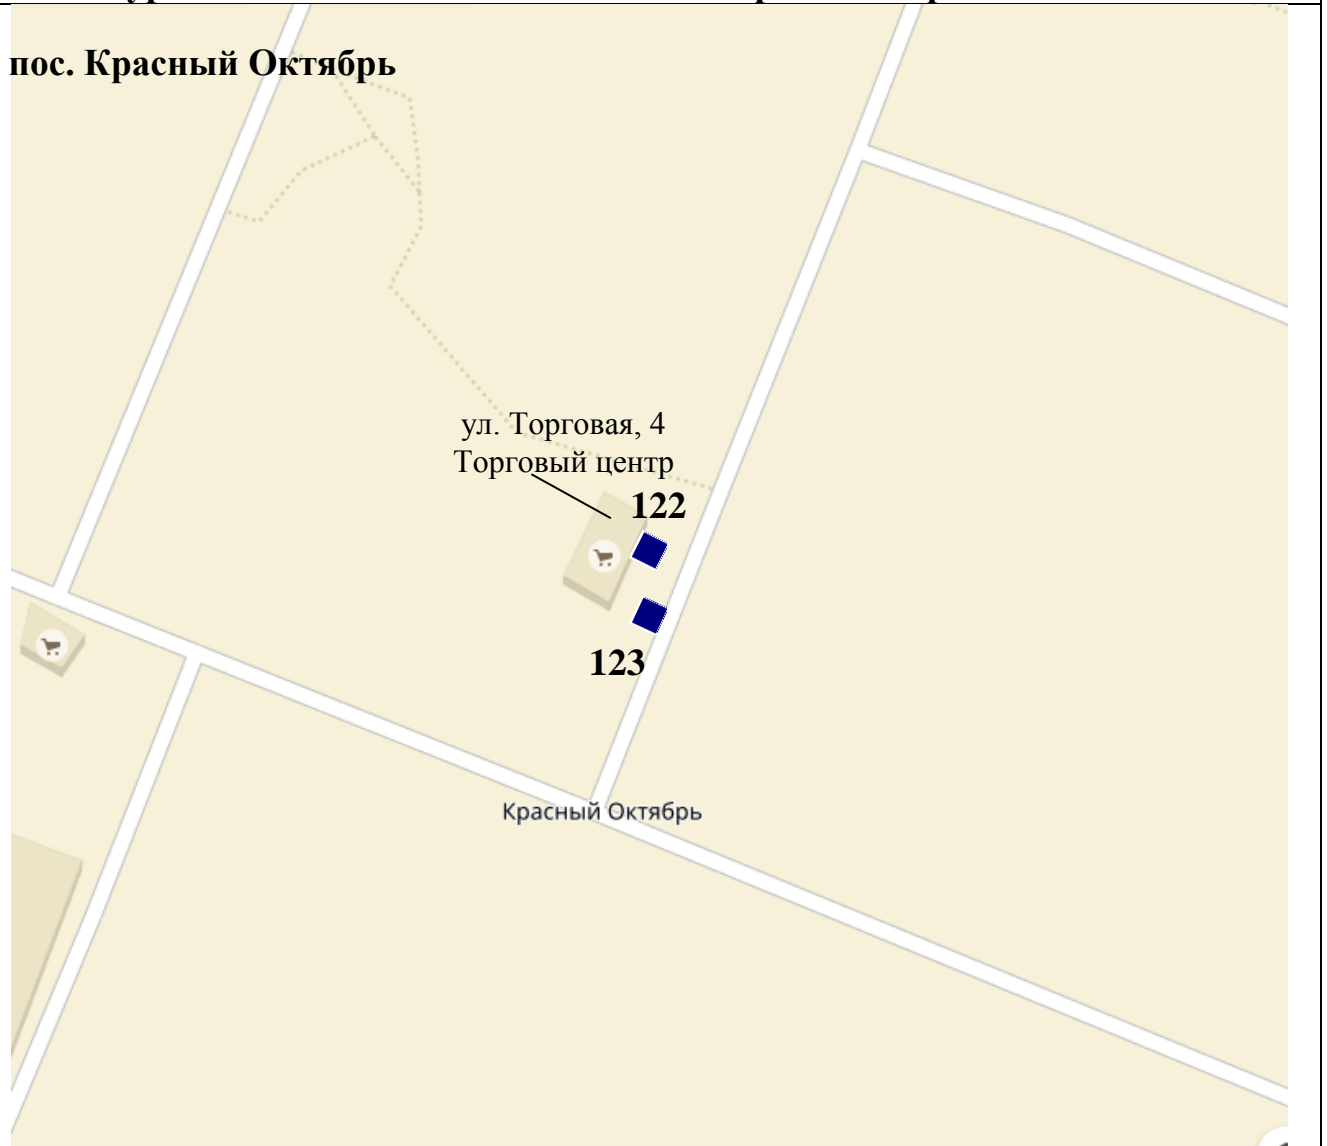 пос. Красный Октябрь
ул. Торговая, 4
Торговый центр
122
123
Красный Октябрь